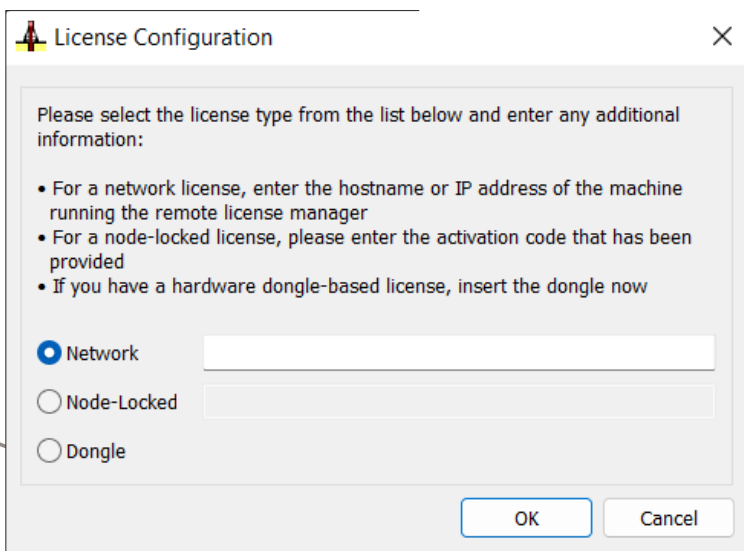 License Configuration
Please select the license type from the list below and enter any additional
information:
• For a network license, enter the hostname or IP address of the machine
running the remote license manager
• For a node-locked license, please enter the activation code that has been
provided
• If you have a hardware dongle-based license, insert the dongle now
Network
Node-Locked
Dongle
OK Cancel